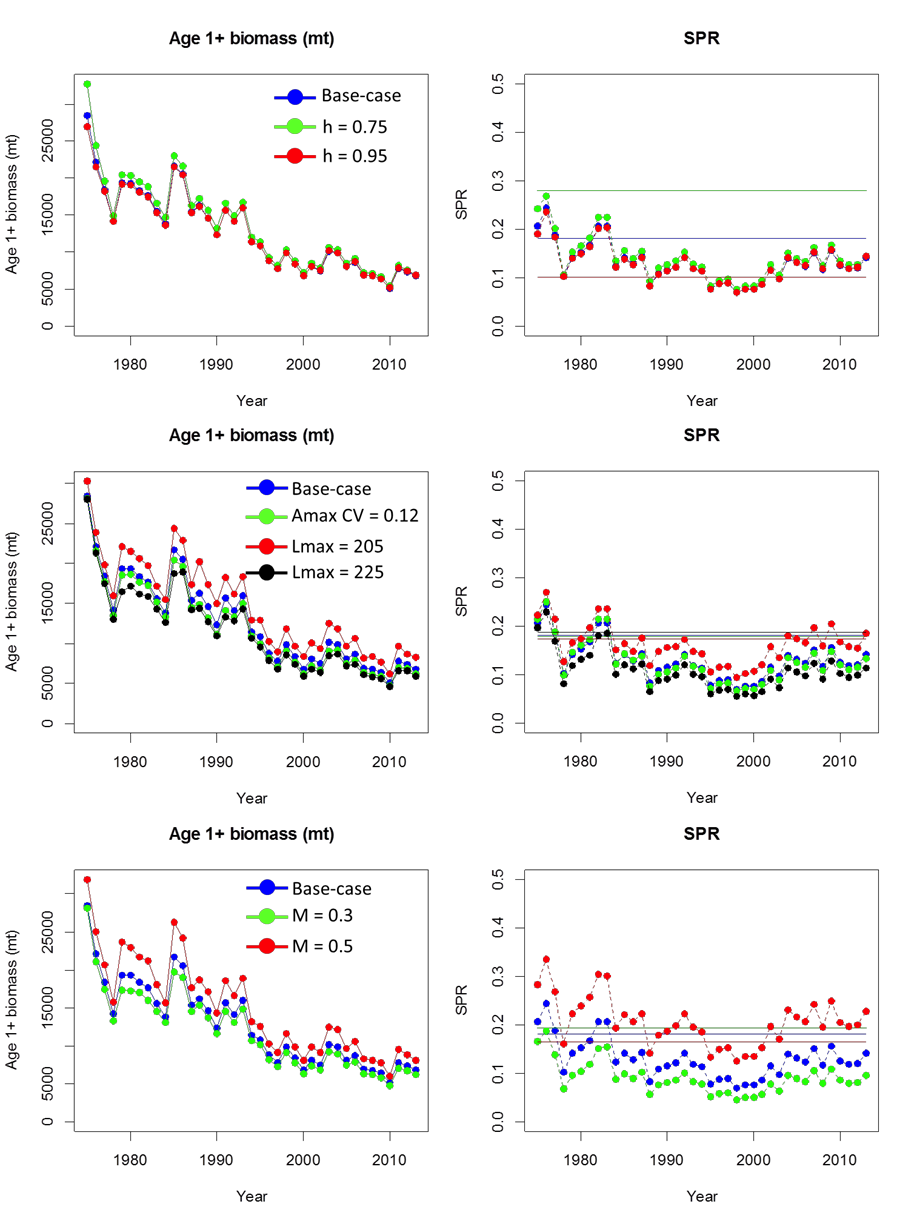 Age 1+ biomass (mt)
SPR
Age 1+ biomass (mt)
0
5000
15000
25000
Base-case
h = 0.75
h = 0.95
1980
1990
2000
2010
Year
SPR
0.0
0.1
0.2
0.3
0.4
0.5
1980
1990
2000
2010
Year
Age 1+ biomass (mt)
SPR
Age 1+ biomass (mt)
0
5000
15000
25000
Base-case
Amax CV = 0.12
Lmax = 205
Lmax = 225
1980
1990
2000
2010
Year
SPR
0.0
0.1
0.2
0.3
0.4
0.5
1980
1990
2000
2010
Year
Age 1+ biomass (mt)
SPR
Age 1+ biomass (mt)
0
5000
15000
25000
Base-case
M = 0.3
M = 0.5
1980
1990
2000
2010
Year
SPR
0.0
0.1
0.2
0.3
0.4
0.5
1980
1990
2000
2010
Year